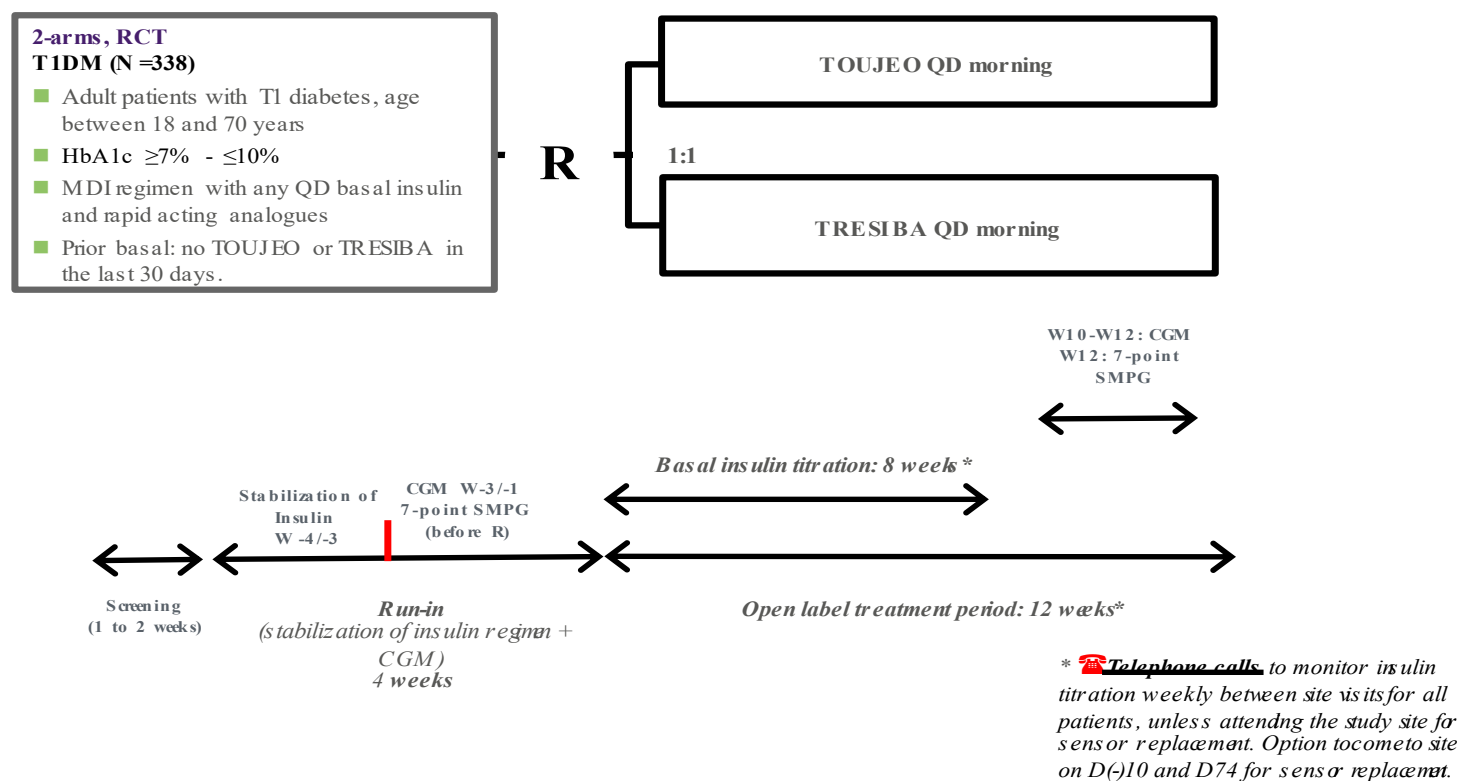 2-arms, RCT
T1DM (N =338)
Adult patients with T1 diabetes, age
between 18 and 70 years
HbA1c ≥7% - ≤10%
MDI regimen with any QD basal insulin
and rapid acting analogues
Prior basal: no TOUJEO or TRESIBA in
the last 30 days.
R
1:1
TOUJEO QD morning
TRESIBA QD morning
W10-W12: CGM
W12: 7-point
SMPG
Basal insulin titration: 8 weeks*
Stabilization of
Insulin
W -4/-3
CGM W-3/-1
7-point SMPG
(before R)
Screening
(1 to 2 weeks)
Run-in
(stabilization of insulin regimen +
CGM)
4 weeks
Open label treatment period: 12 weeks*
* ☎Telephone calls to monitor insulin
titration weekly between site visits for all
patients, unless attending the study site for
sensor replacement. Option to come to site
on D(-)10 and D74 for sensor replacement.